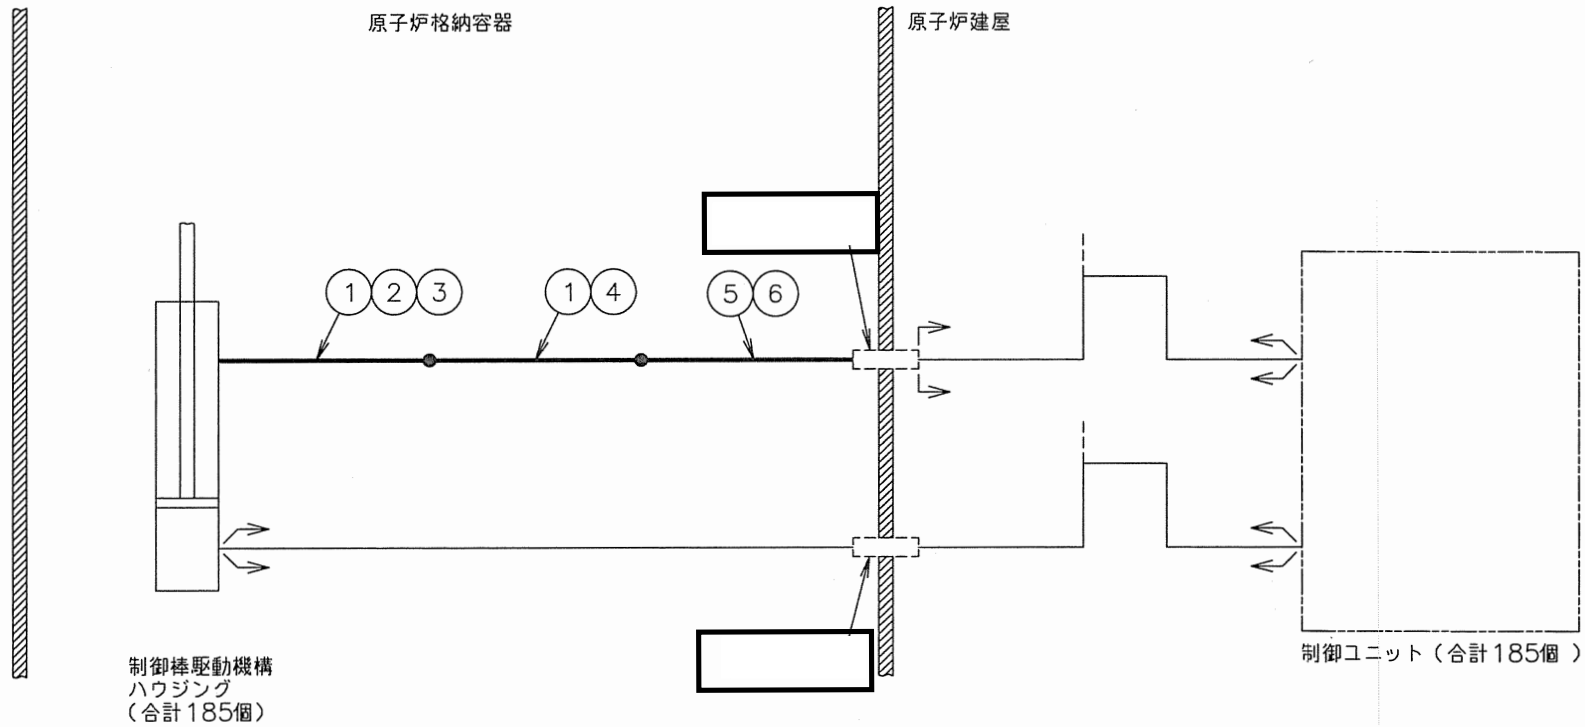 原子炉格納容器
原子炉建屋
1 2 3
1 4
5 6
制御棒駆動機構
ハウジング
(合計185個)
制御ユニット(合計185個 )